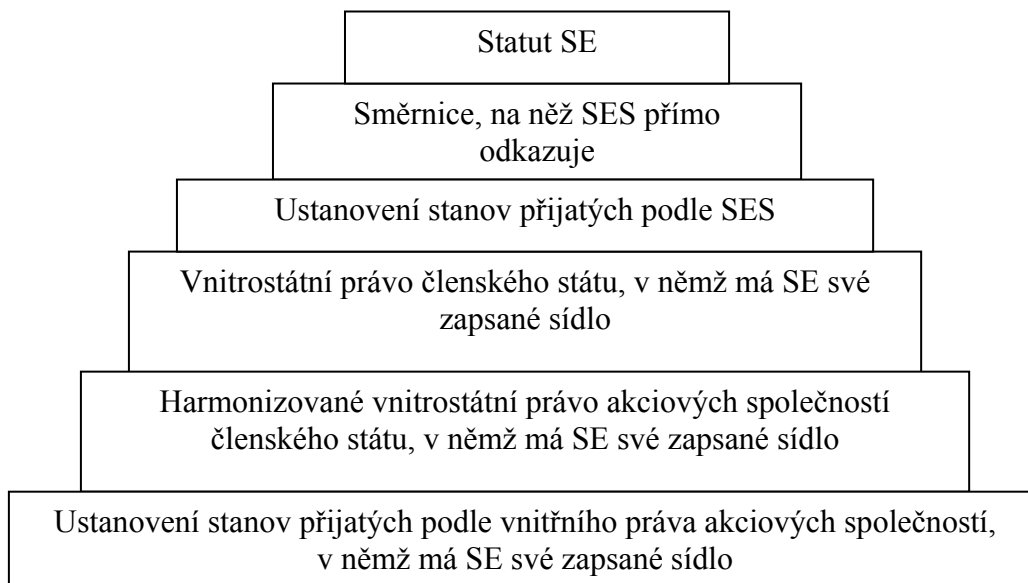 Statut SE
Směrnice, na něž SES přímo
odkazuje
Ustanovení stanov přijatých podle SES
Vnitrostátní právo členského státu, v němž má SE své
zapsané sídlo
Harmonizované vnitrostátní právo akciových společností
členského státu, v němž má SE své zapsané sídlo
Ustanovení stanov přijatých podle vnitřního práva akciových společností,
v němž má SE své zapsané sídlo